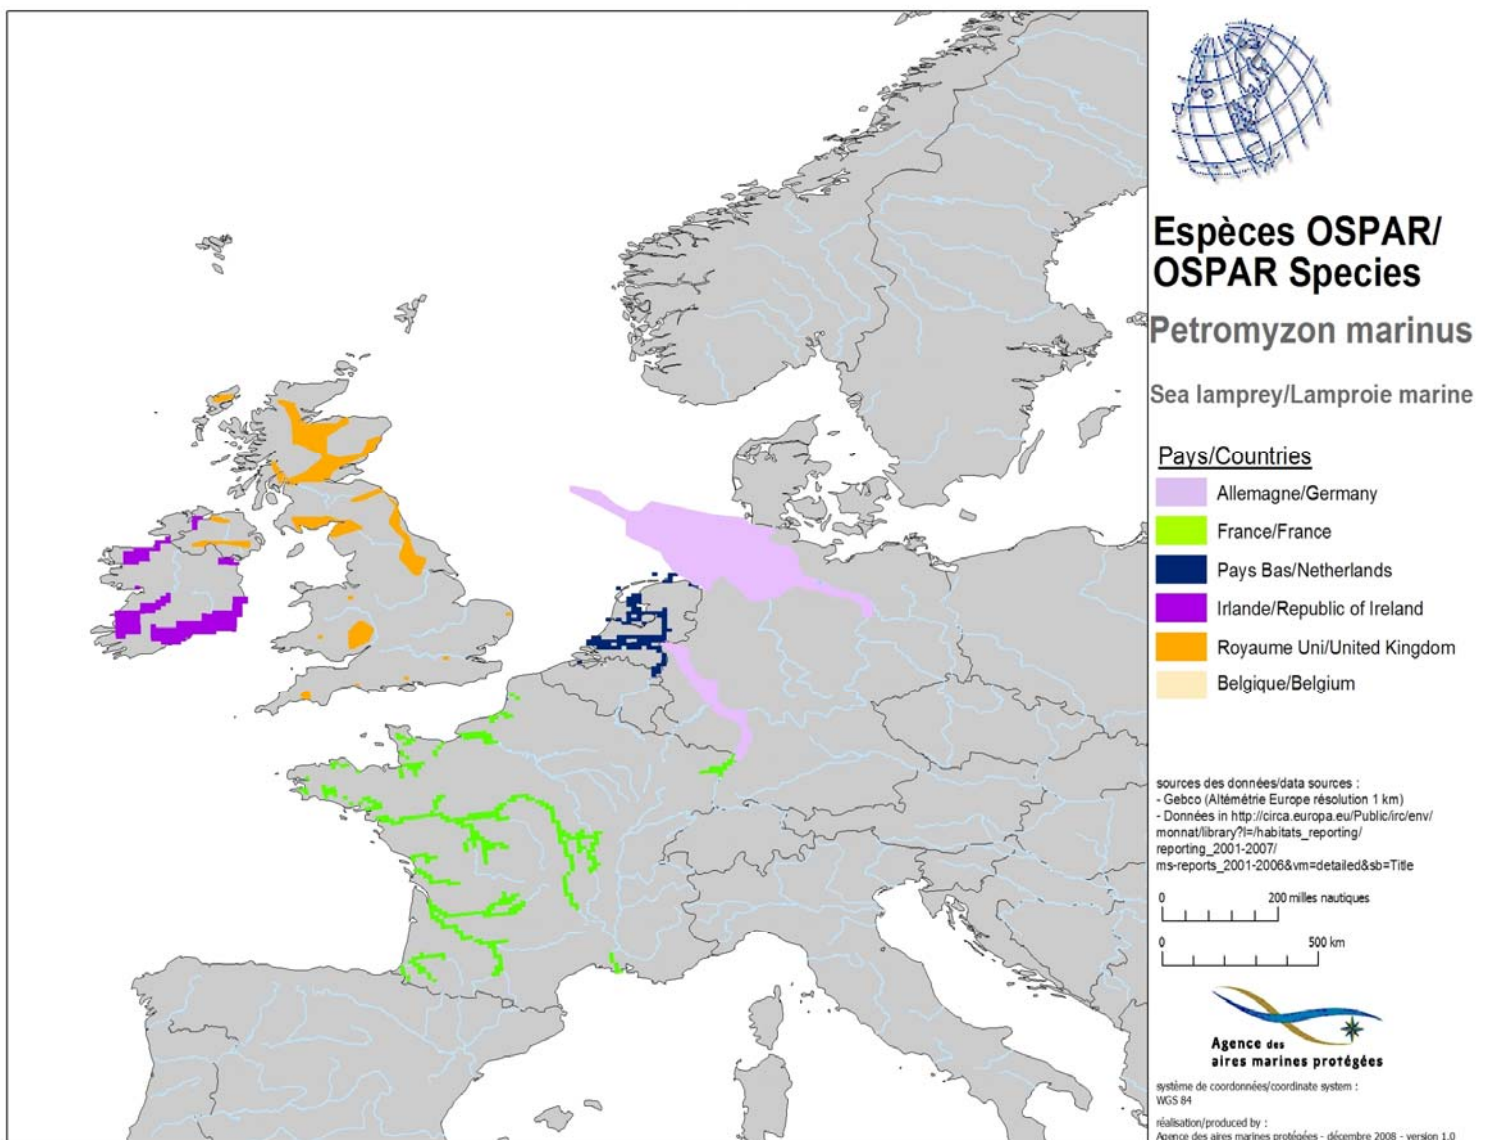 Espèces OSPAR/
OSPAR Species
Petromyzon marinus
Sea lamprey/Lamproie marine
Pays/Countries
Allemagne/Germany
France/France
Pays Bas/Netherlands
Irlande/Republic of Ireland
Royaume Uni/United Kingdom
Belgique/Belgium
sources des données/data sources :
- Gebco (Altémétrie Europe résolution 1 km)
- Données in http://circa.europa.eu/Public/irc/env/
monnat/library?l=/habitats_reporting/
reporting_2001-2007/
ms-reports_2001-2006&vm=detailed&sb=Title
0 200 milles nautiques
0 500 km
Agence des
aires marines protégées
système de coordonnées/coordinate system :
WGS 84
réalisation/produced by :
Agence des aires marines protégées - décembre 2008 - version 1.0